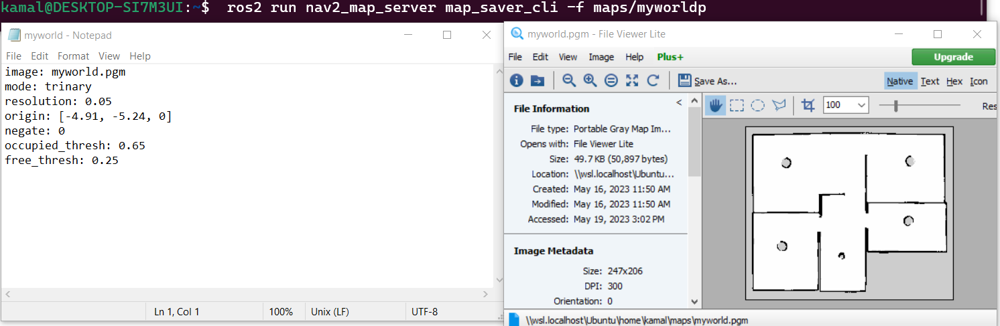 kamal@DESKTOP-SI7M3UI:~$ ros2 run nav2_map_server map_saver_cli -f maps/myworldp
myworld - Notepad
File Edit Format View Help
image: myworld.pgm
mode: trinary
resolution: 0.05
origin: [-4.91, -5.24, 0]
negate: 0
occupied_thresh: 0.65
free_thresh: 0.25
Ln 1, Col 1 100% Unix (LF) UTF-8
myworld.pgm - File Viewer Lite
File Edit View Image Help Plus+ Upgrade
Save As... Native Text Hex Icon
File Information < 100 Res
File type: Portable Gray Map Im...
Opens with: File Viewer Lite
Size: 49.7 KB (50,897 bytes)
Location: \\wsl.localhost\Ubuntu...
Created: May 16, 2023 11:50 AM
Modified: May 16, 2023 11:50 AM
Accessed: May 19, 2023 3:02 PM
Image Metadata
Size: 247x206
DPI: 300
Orientation: 0
\\wsl.localhost\Ubuntu\home\kamal\maps\myworld.pgm